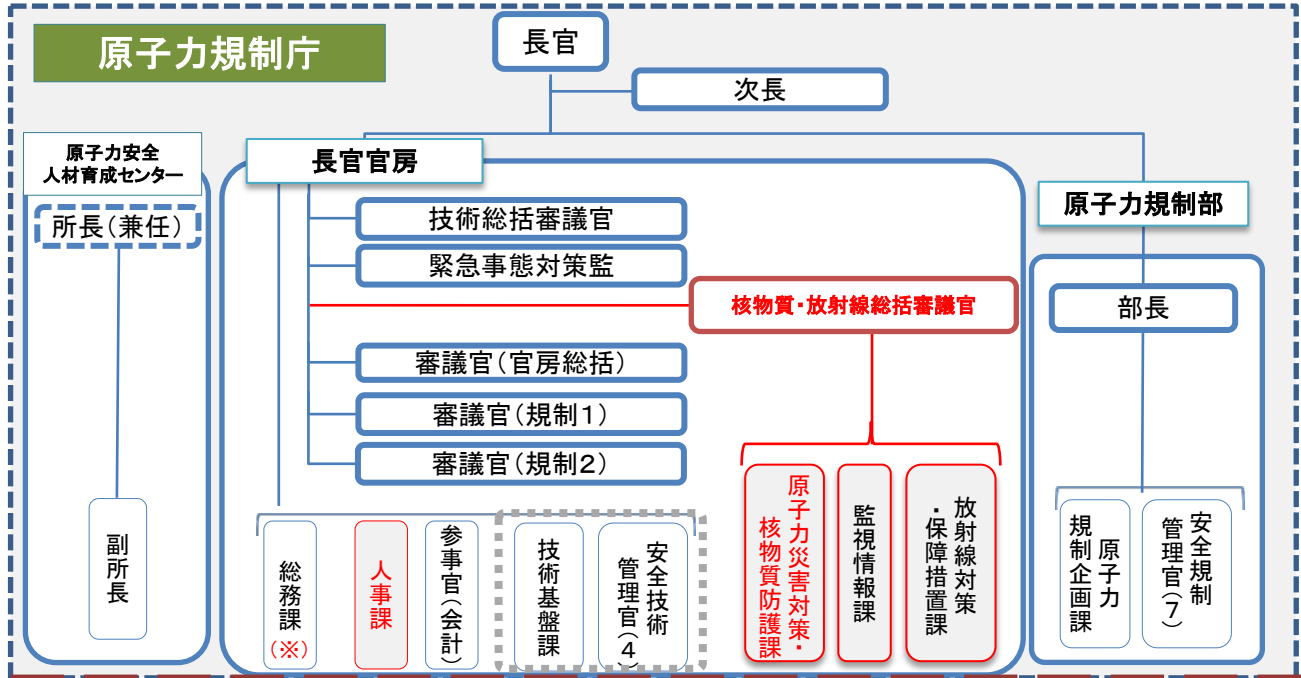 原子力規制庁
長官
次長
原子力安全
人材育成センター
所長(兼任)
副所長
長官官房
技術総括審議官
緊急事態対策監
核物質・放射線総括審議官
審議官(官房総括)
審議官(規制1)
審議官(規制2)
総務課
(※)
人事課
参事官(会計)
技術基盤課
安全技術
管理官(4)
原子力災害対策・
核物質防護課
監視情報課
放射線対策
・保障措置課
原子力規制部
部長
原子力
規制企画課
安全規制
管理官(7)